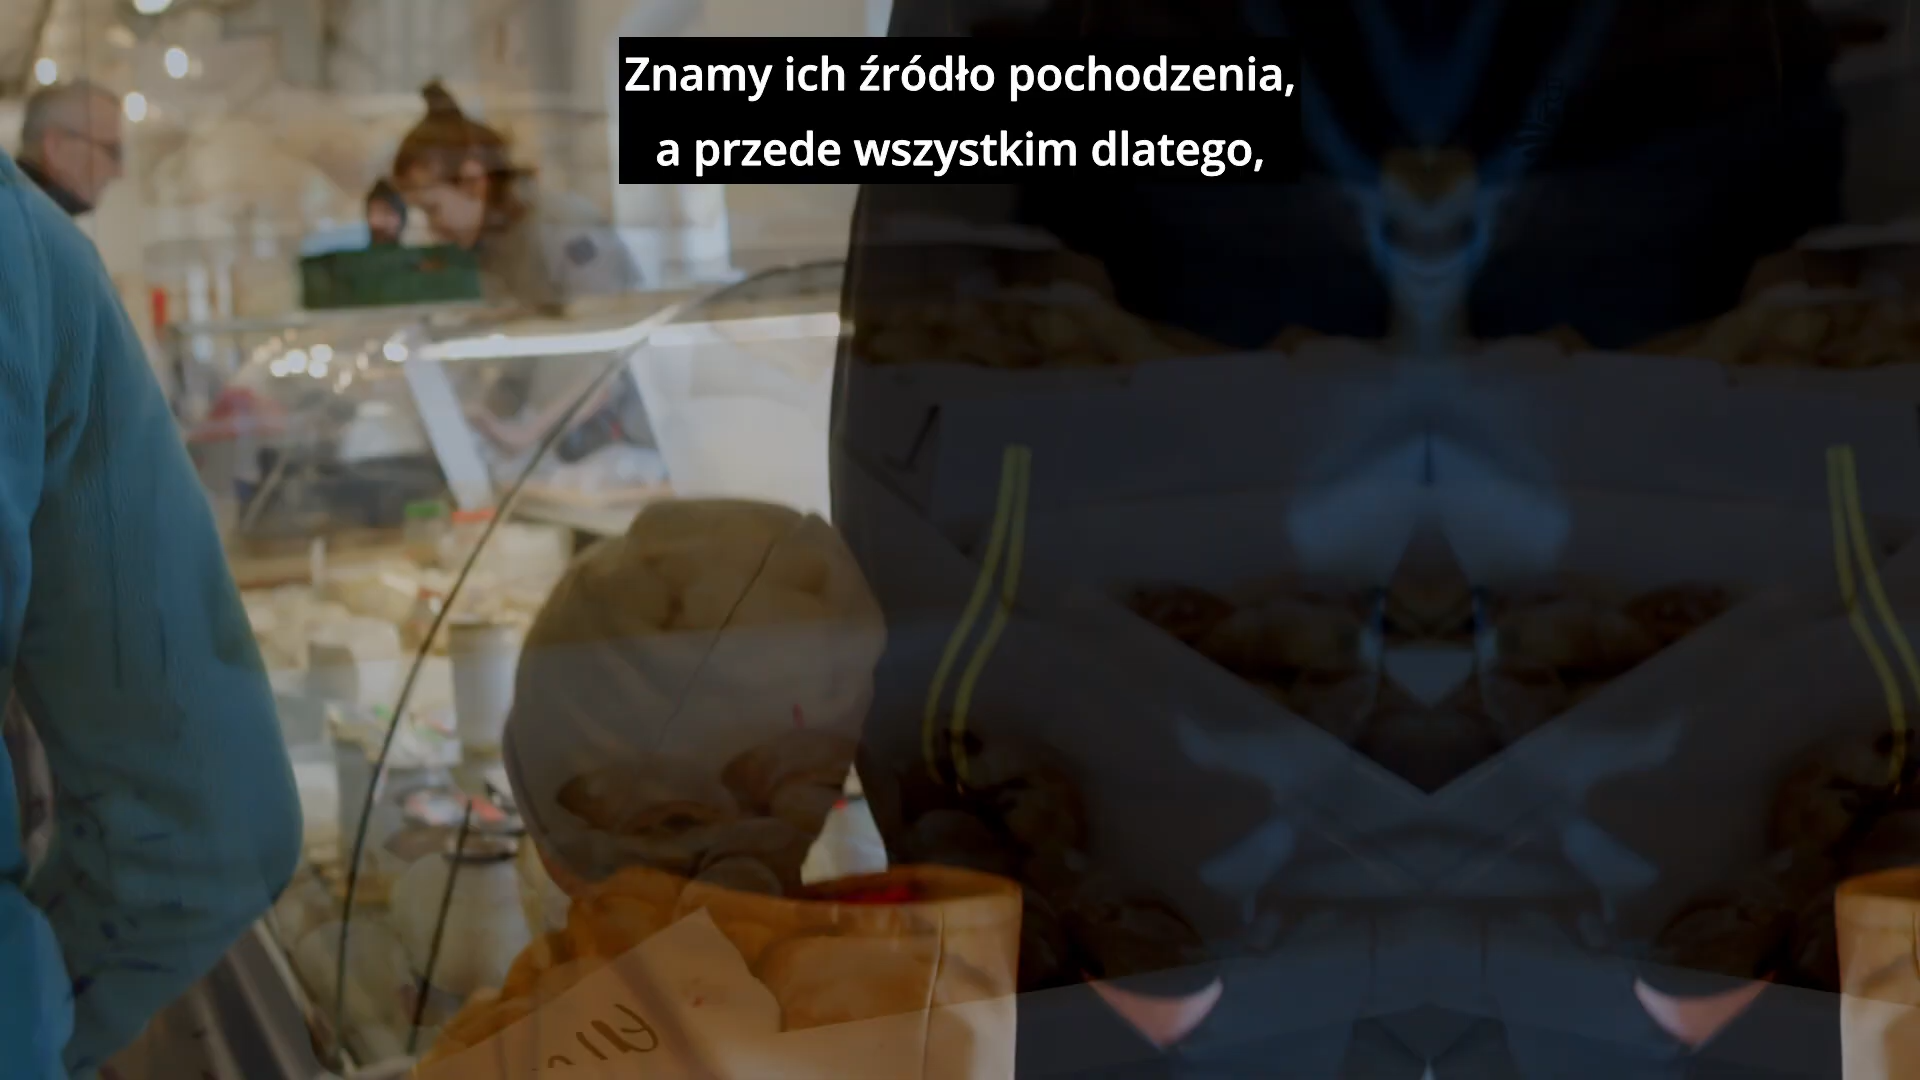 Znamy ich źródło pochodzenia,
a przede wszystkim dlatego,